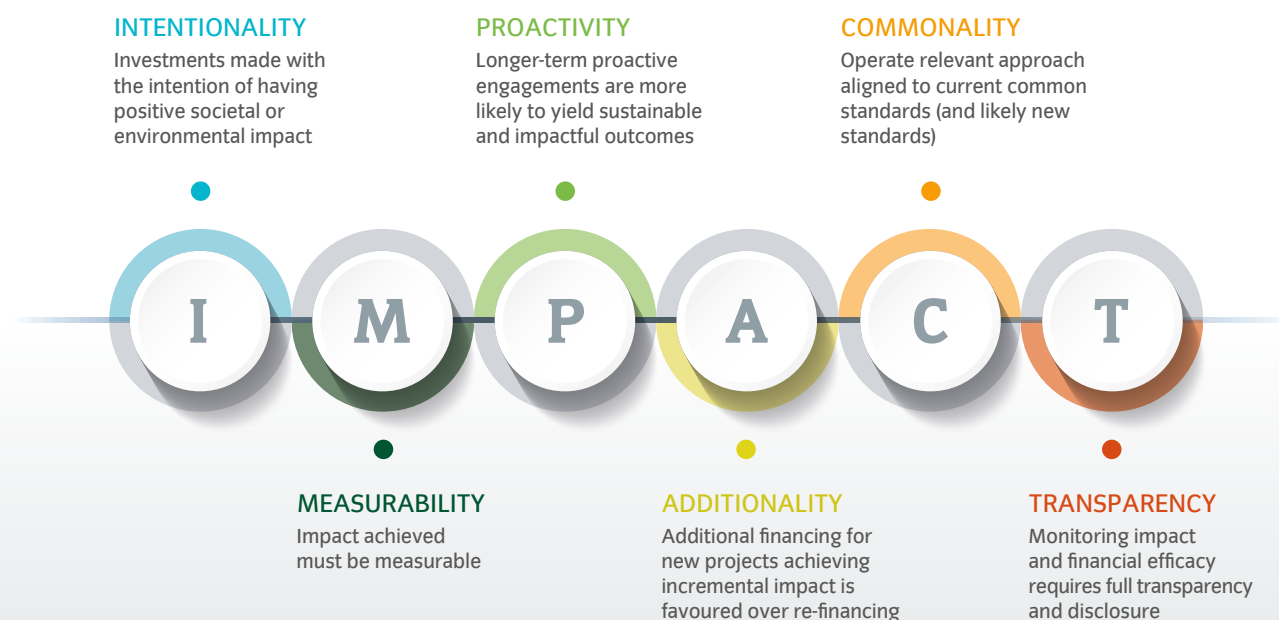 INTENTIONALITY
Investments made with
the intention of having
positive societal or
environmental impact
PROACTIVITY
Longer-term proactive
engagements are more
likely to yield sustainable
and impactful outcomes
COMMONALITY
Operate relevant approach
aligned to current common
standards (and likely new
standards)
I M P A C T
MEASURABILITY
Impact achieved
must be measurable
ADDITIONALITY
Additional financing for
new projects achieving
incremental impact is
favoured over re-financing
TRANSPARENCY
Monitoring impact
and financial efficacy
requires full transparency
and disclosure